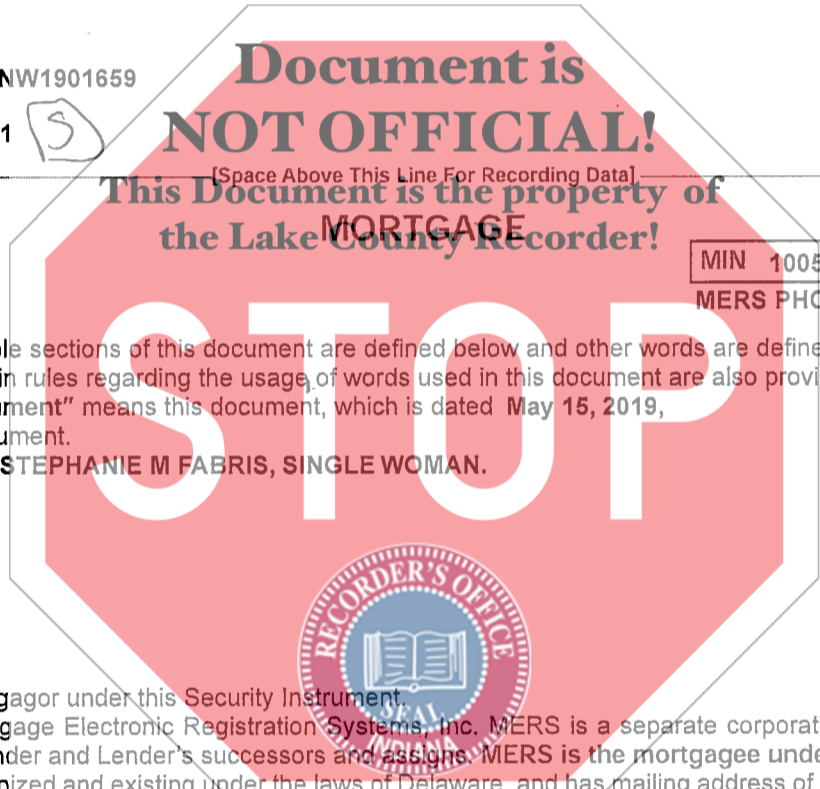 Document is
NW1901659
NOT OFFICIAL!
1 S
[Space Above This Line For Recording Data]
This Document is the property of
MORTGAGE
the Lake County Recorder!
MIN 1005
MERS PHO
STOP
le sections of this document are defined below and other words are define
in rules regarding the usage of words used in this document are also provi
ment" means this document, which is dated May 15, 2019,
ument.
STEPHANIE M FABRIS, SINGLE WOMAN.
RECORDER'S OFFICE
SEAL
INDIANA
gagor under this Security Instrument.
gage Electronic Registration Systems, Inc. MERS is a separate corporat
nder and Lender's successors and assigns. MERS is the mortgagee unde
nized and existing under the laws of Delaware, and has mailing address of